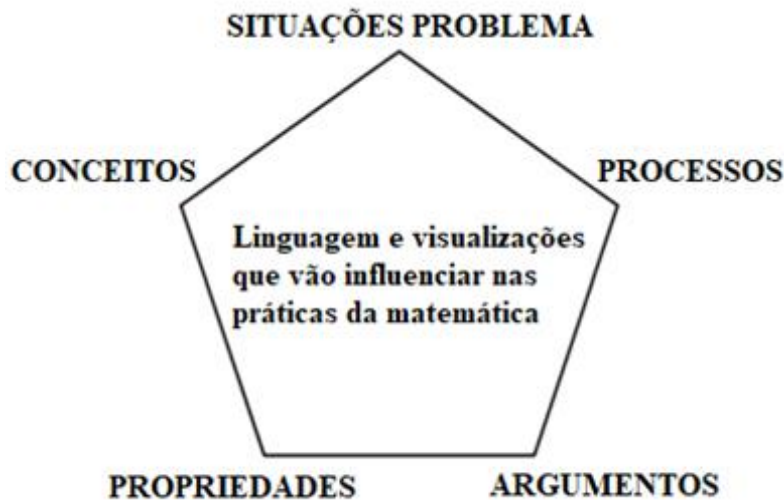 SITUAÇÕES PROBLEMA
CONCEITOS
PROCESSOS
Linguagem e visualizações
que vão influenciar nas
práticas da matemática
PROPRIEDADES
ARGUMENTOS